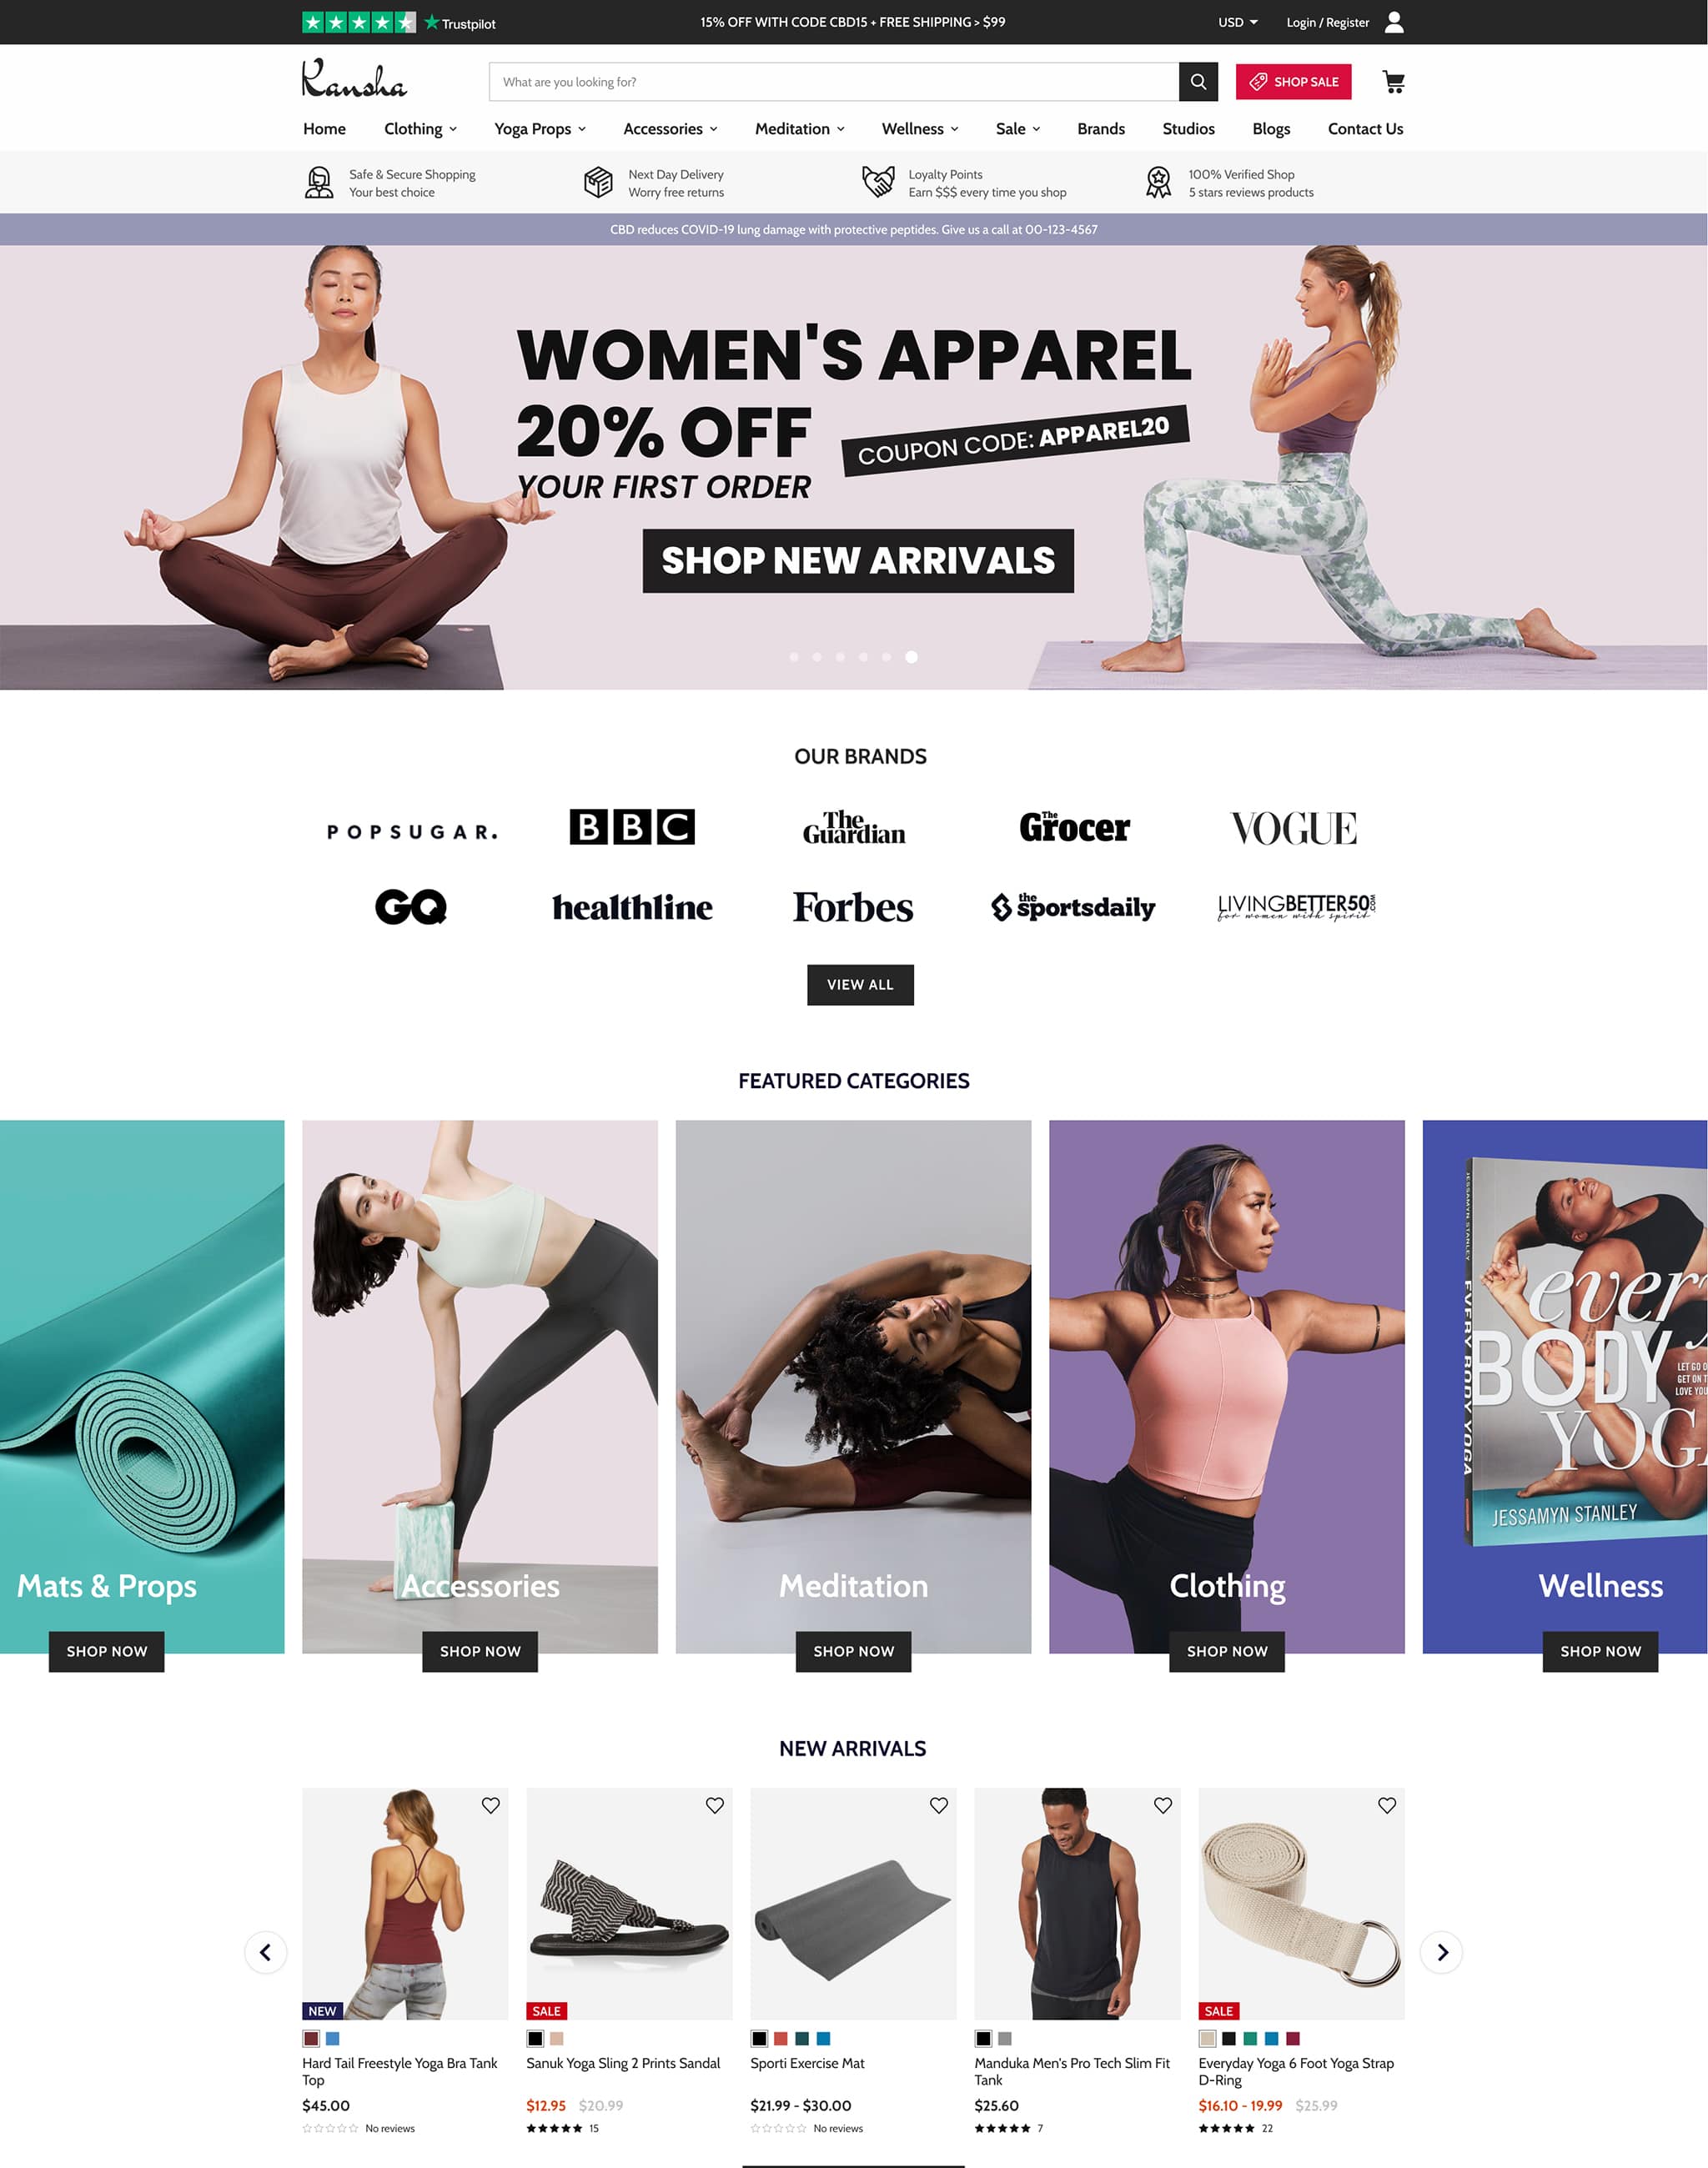 Trustpilot
15% OFF WITH CODE CBD15 + FREE SHIPPING > $99
USD
Login / Register
Kansha
What are you looking for?
SHOP SALE
Home
Clothing
Yoga Props
Accessories
Meditation
Wellness
Sale
Brands
Studios
Blogs
Contact Us
Safe & Secure Shopping
Your best choice
Next Day Delivery
Worry free returns
Loyalty Points
Earn $$$ every time you shop
100% Verified Shop
5 stars reviews products
CBD reduces COVID-19 lung damage with protective peptides. Give us a call at 00-123-4567
WOMEN'S APPAREL
20% OFF
COUPON CODE: APPAREL20
YOUR FIRST ORDER
SHOP NEW ARRIVALS
OUR BRANDS
POPSUGAR.
BBC
The
Guardian
The
Grocer
VOGUE
GQ
healthline
Forbes
the
sportsdaily
LIVINGBETTER50.COM
for women with spirit
VIEW ALL
FEATURED CATEGORIES
Mats & Props
SHOP NOW
Accessories
SHOP NOW
Meditation
SHOP NOW
Clothing
SHOP NOW
JESSAMYN STANLEY EVERY BODY YOGA
every
BODY
LET GO O
GET ON T
LOVE YOU
YOG
JESSAMYN STANLEY
Wellness
SHOP NOW
NEW ARRIVALS
NEW
Hard Tail Freestyle Yoga Bra Tank
Top
$45.00
No reviews
SALE
Sanuk Yoga Sling 2 Prints Sandal
$12.95 $20.99
15
Sporti Exercise Mat
$21.99 - $30.00
No reviews
Manduka Men's Pro Tech Slim Fit
Tank
$25.60
7
SALE
Everyday Yoga 6 Foot Yoga Strap
D-Ring
$16.10 - 19.99 $25.99
22